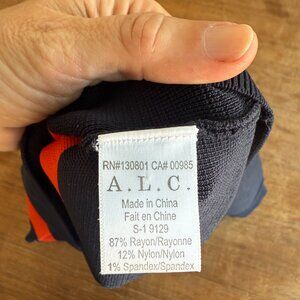 RN#130801 CA# 00985
A.L.C.
Made in China
Fait en Chine
S-1 9129
87% Rayon/Rayonne
12% Nylon/Nylon
1% Spandex/Spandex